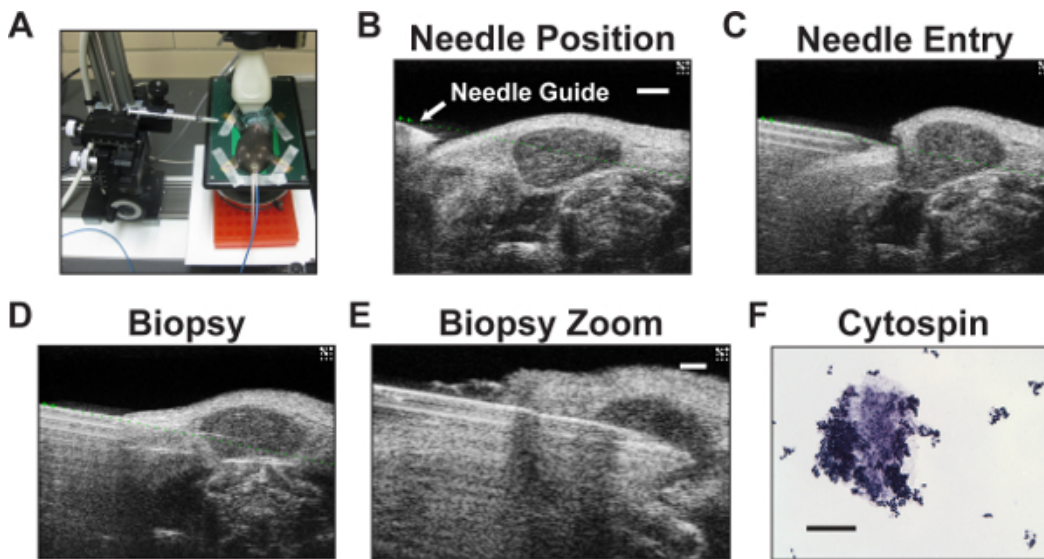 A
B
Needle Position
Needle Guide
C
Needle Entry
D
Biopsy
E
Biopsy Zoom
F
Cytospin